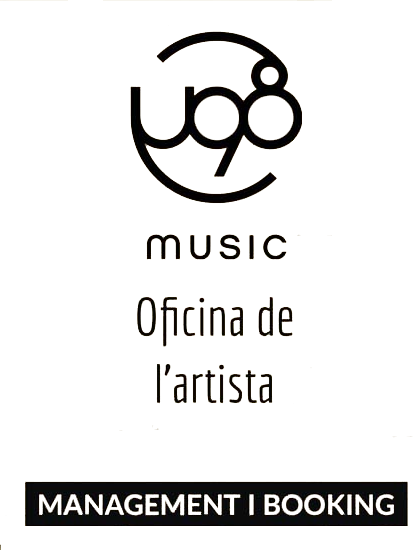 u98
MUSIC
Oficina de
l'artista
MANAGEMENT I BOOKING